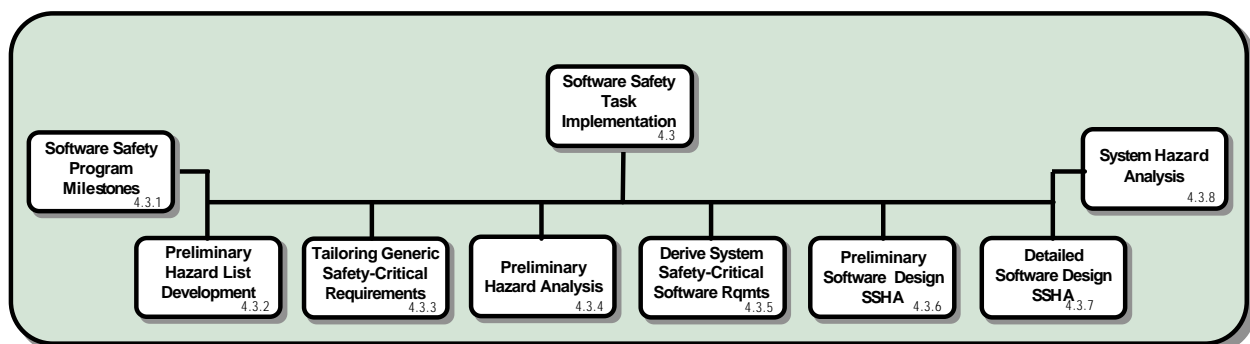 Software Safety
Task
Implementation
4.3
Software Safety
Program
Milestones
4.3.1
System Hazard
Analysis
4.3.8
Preliminary
Hazard List
Development
4.3.2
Tailoring Generic
Safety-Critical
Requirements
4.3.3
Preliminary
Hazard Analysis
4.3.4
Derive System
Safety-Critical
Software Rqmts
4.3.5
Preliminary
Software Design
SSHA
4.3.6
Detailed
Software Design
SSHA
4.3.7